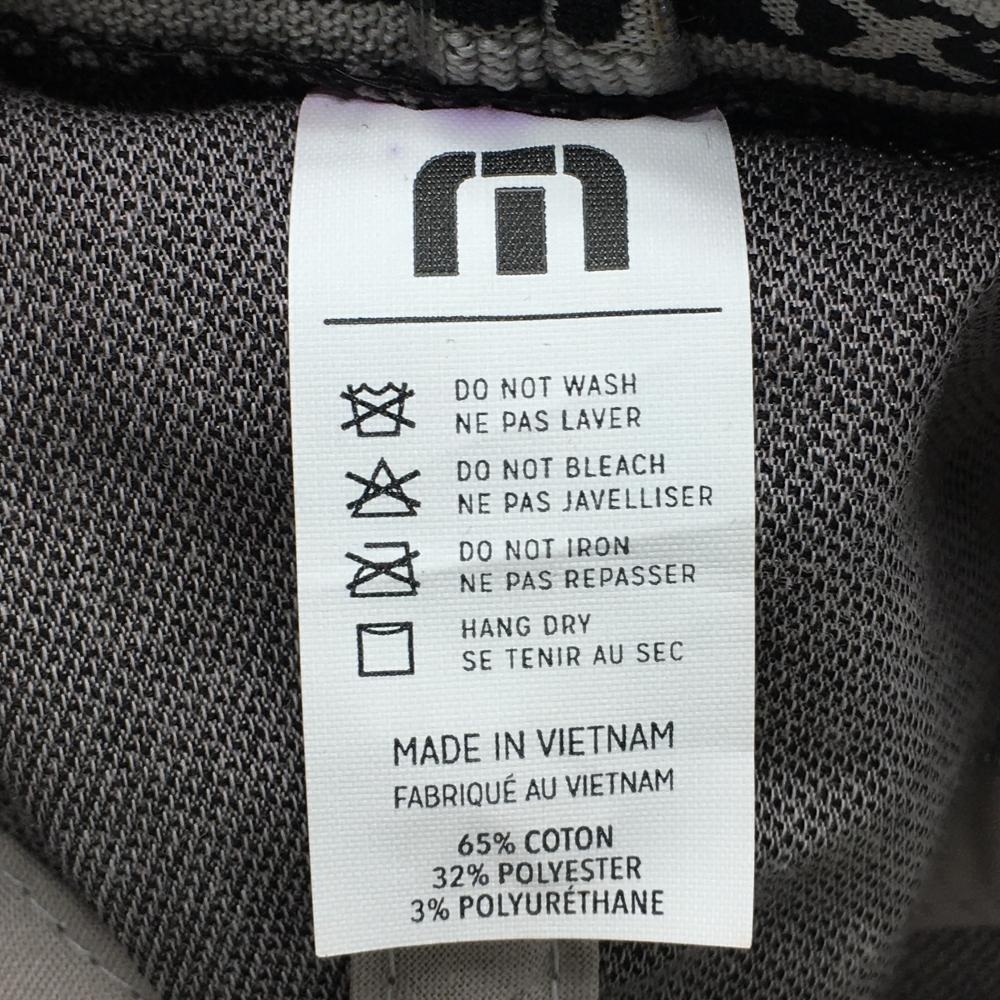 DO NOT WASH
NE PAS LAVER
DO NOT BLEACH
NE PAS JAVELLISER
DO NOT IRON
NE PAS REPASSER
HANG DRY
SE TENIR AU SEC
MADE IN VIETNAM
FABRIQUÉ AU VIETNAM
65% COTON
32% POLYESTER
3% POLYURÉTHANE